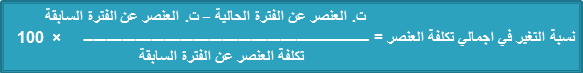 ت. العنصر عن الفترة الحالية – ت. العنصر عن الفترة السابقة
نسبة التغير في اجمالي تكلفة العنصر = ــــــــــــــــــــــــــــــــــــــــ × 100
تكلفة العنصر عن الفترة السابقة